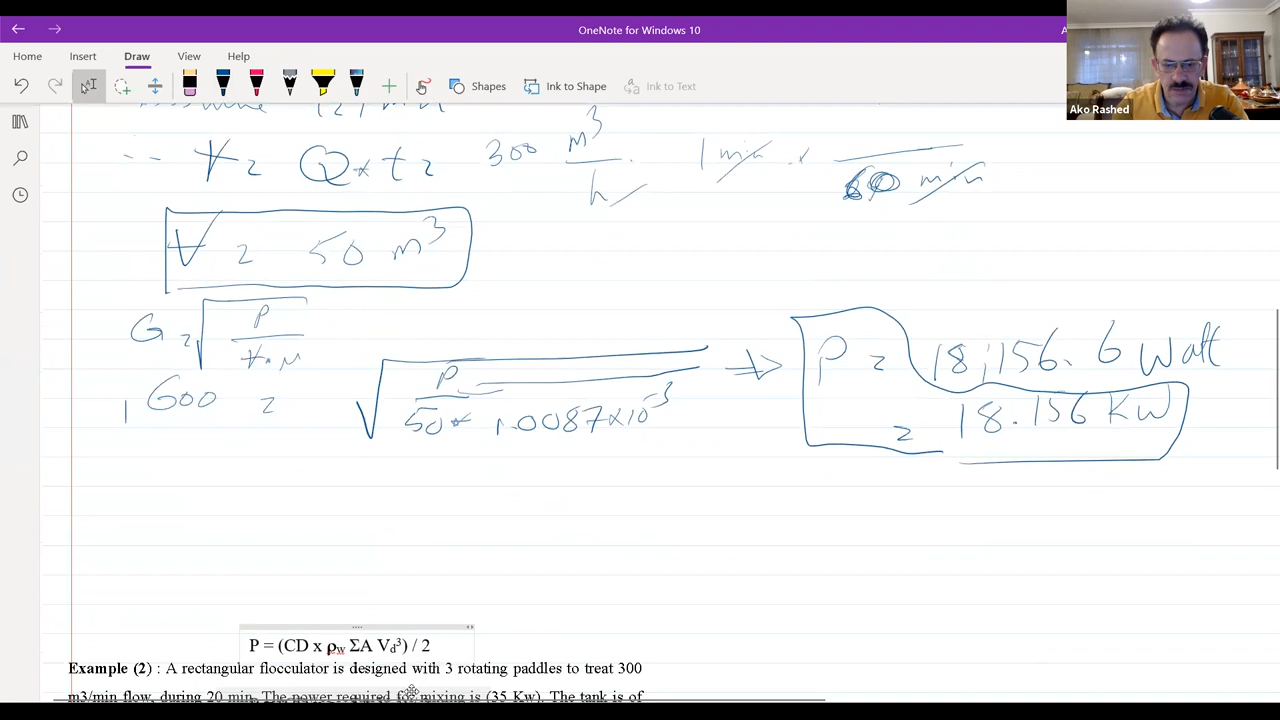 OneNote for Windows 10
Home Insert Draw View Help
Shapes Ink to Shape Ink to Text
Ako Rashed
V = Q * t = 300 m³/h 1 min x /60 min
V = 50 m³
G = √(P / V.μ)
600 = √(P / 50 * 1.0087 x 10⁻³) ⇒ P = 18,156.6 Watt
= 18.156 KW
P = (CD x ρw ΣA Vd³) / 2
Example (2) : A rectangular flocculator is designed with 3 rotating paddles to treat 300
m3/min flow, during 20 min. The power required for mixing is (35 Kw). The tank is of